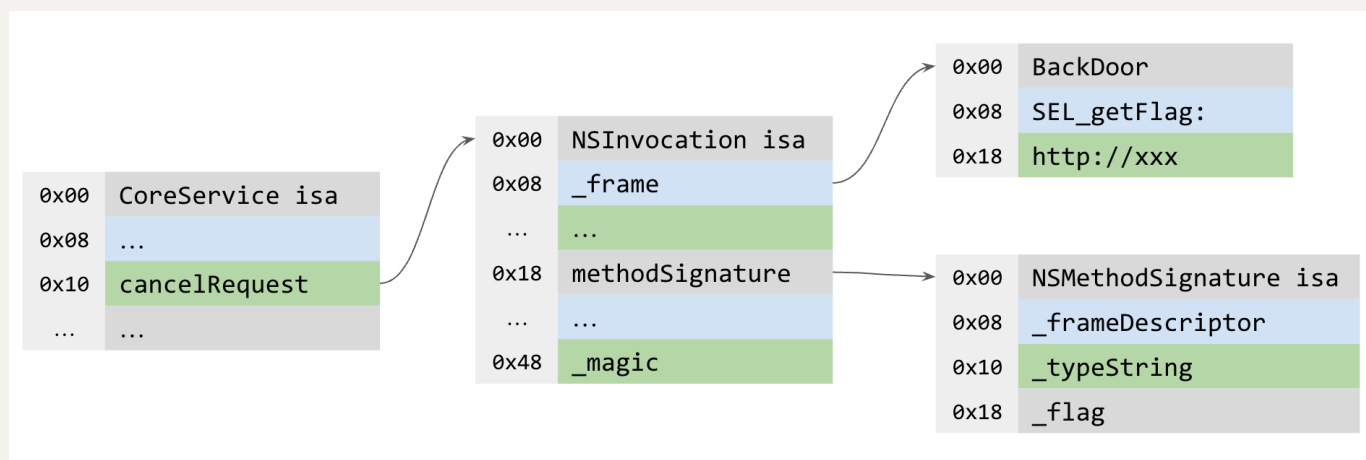 0x00 CoreService isa
0x08 ...
0x10 cancelRequest
... ...
0x00 NSInvocation isa
0x08 _frame
... ...
0x18 methodSignature
... ...
0x48 _magic
0x00 BackDoor
0x08 SEL_getFlag:
0x18 http://xxx
0x00 NSMethodSignature isa
0x08 _frameDescriptor
0x10 _typeString
0x18 _flag